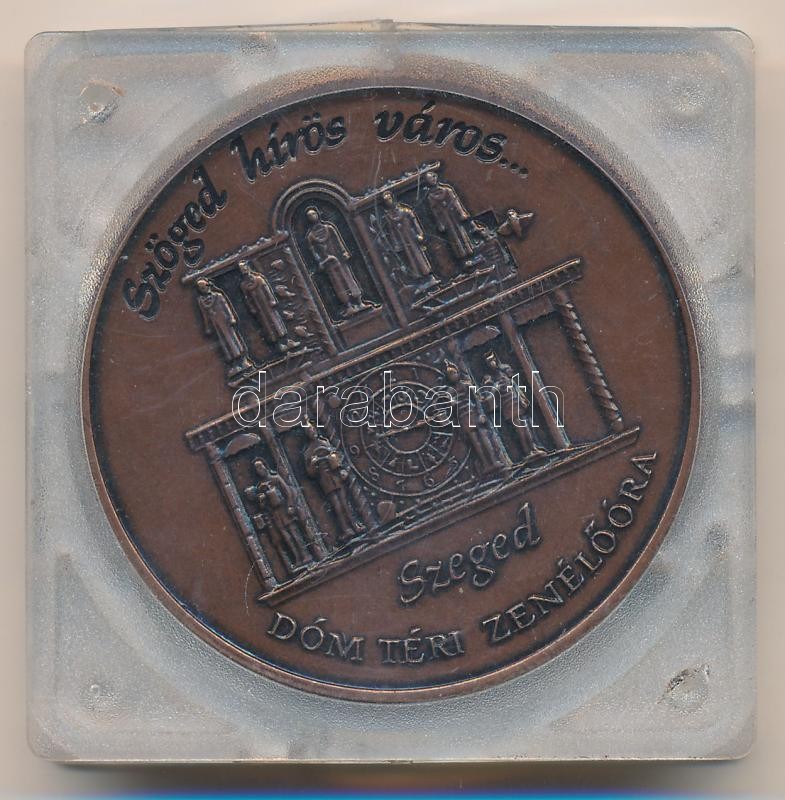 Szöged hírös város...
darabanth
Szeged
DÓM TÉRI ZENÉLŐÓRA